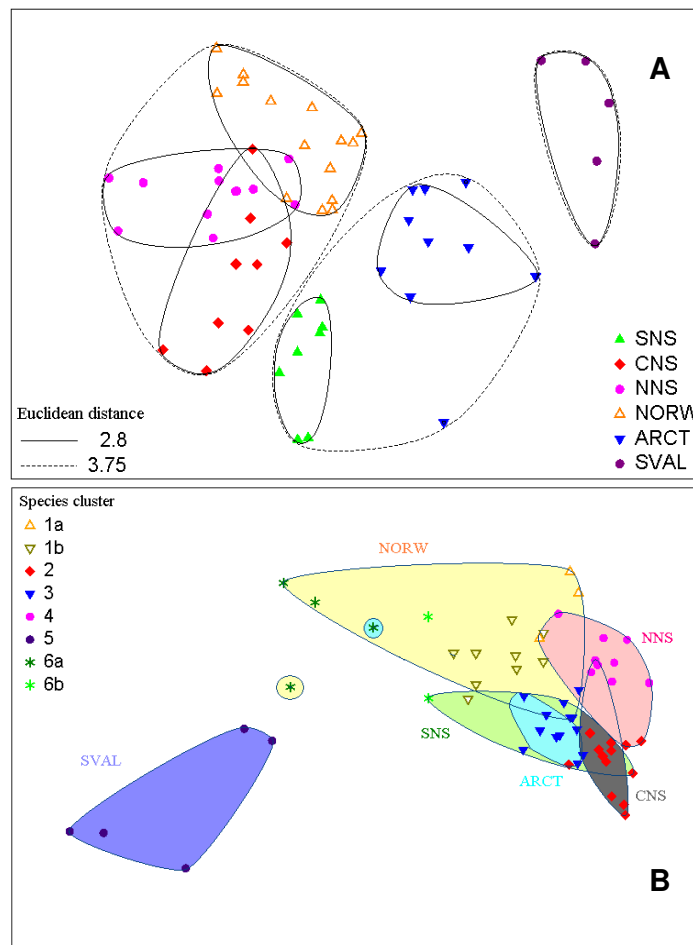 A
SNS
CNS
NNS
NORW
ARCT
SVAL
Euclidean distance
2.8
3.75
Species cluster
1a
1b
2
3
4
5
6a
6b
NORW
NNS
SNS
SVAL
ARCT
CNS
B